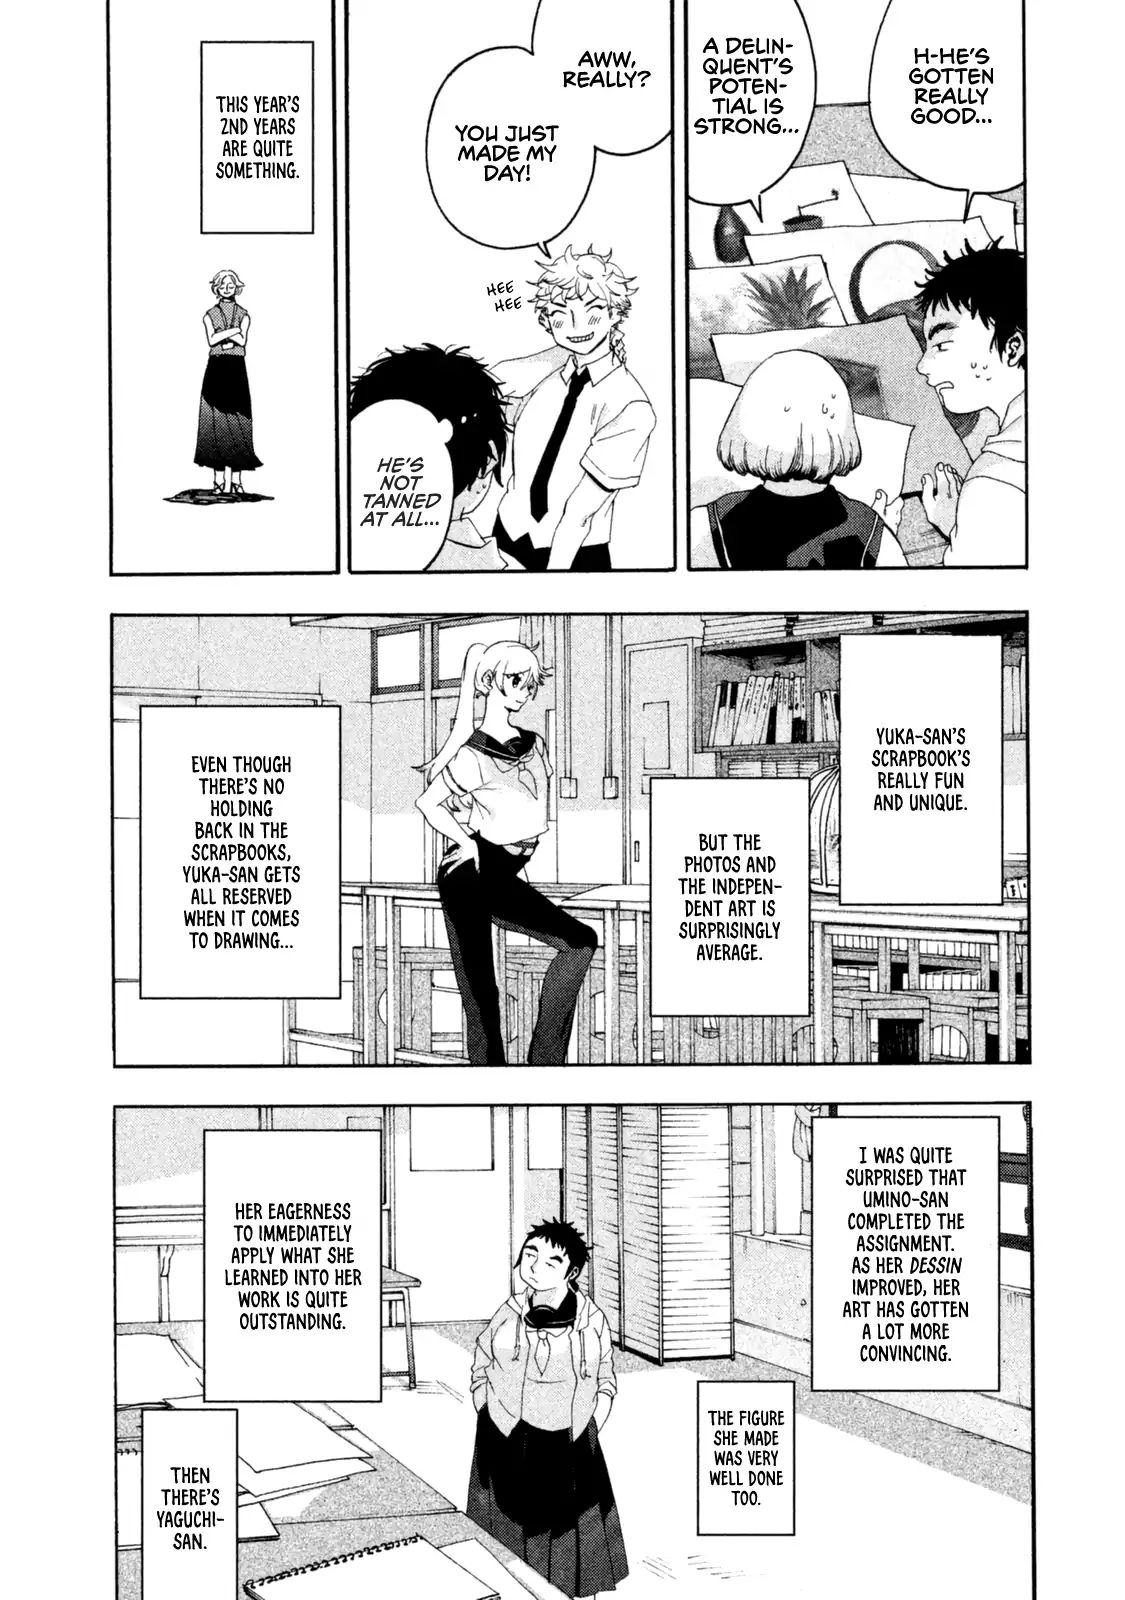 H-HE'S
GOTTEN
REALLY
GOOD...
A DELIN-
QUENT'S
POTEN-
TIAL IS
STRONG...
AWW,
REALLY?
YOU JUST
MADE MY
DAY!
HEE
HEE
HE'S
NOT
TANNED
AT ALL...
THIS YEAR'S
2ND YEARS
ARE QUITE
SOMETHING.
YUKA-SAN'S
SCRAPBOOK'S
REALLY FUN
AND UNIQUE.
BUT THE
PHOTOS AND
THE INDEPEN-
DENT ART IS
SURPRISINGLY
AVERAGE.
EVEN THOUGH
THERE'S NO
HOLDING
BACK IN THE
SCRAPBOOKS,
YUKA-SAN GETS
ALL RESERVED
WHEN IT COMES
TO DRAWING...
I WAS QUITE
SURPRISED THAT
UMINO-SAN
COMPLETED THE
ASSIGNMENT.
AS HER DESSIN
IMPROVED, HER
ART HAS GOTTEN
A LOT MORE
CONVINCING.
THE FIGURE
SHE MADE
WAS VERY
WELL DONE
TOO.
HER EAGERNESS
TO IMMEDIATELY
APPLY WHAT SHE
LEARNED INTO HER
WORK IS QUITE
OUTSTANDING.
THEN
THERE'S
YAGUCHI-
SAN.